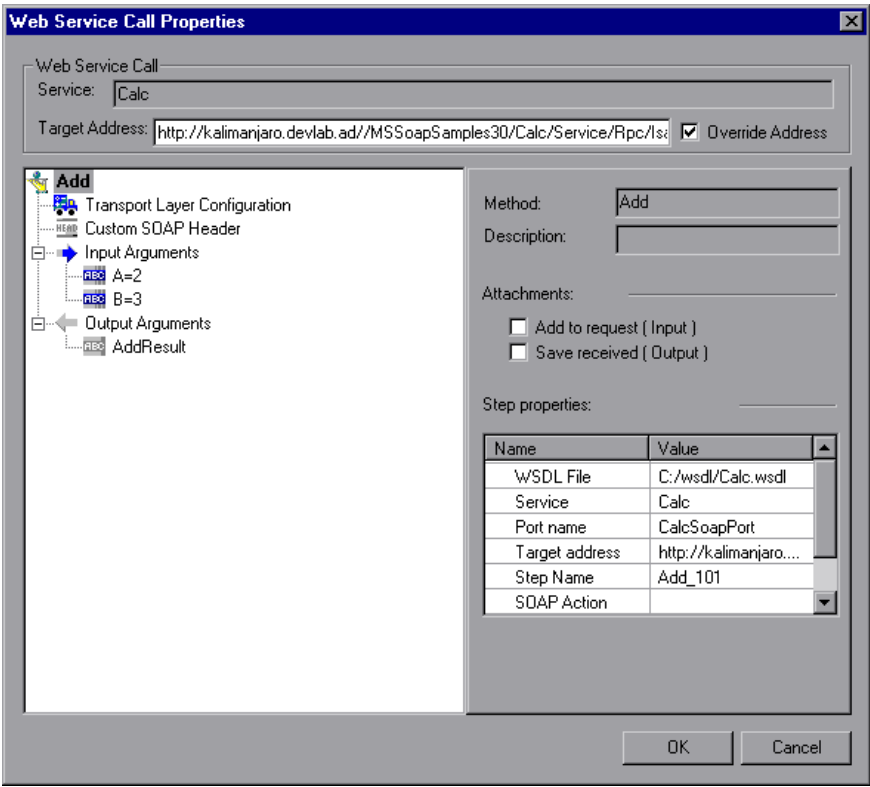 Web Service Call Properties
Web Service Call
Service: Calc
Target Address: http://kalimanjaro.devlab.ad//MSSoapSamples30/Calc/Service/Rpc/Isa Override Address
Add
Transport Layer Configuration
HEAD Custom SOAP Header
Input Arguments
ABC A=2
ABC B=3
Output Arguments
ABC AddResult
Method: Add
Description:
Attachments:
Add to request ( Input )
Save received ( Output )
Step properties:
Name Value
WSDL File C:/wsdl/Calc.wsdl
Service Calc
Port name CalcSoapPort
Target address http://kalimanjaro....
Step Name Add_101
SOAP Action
OK Cancel